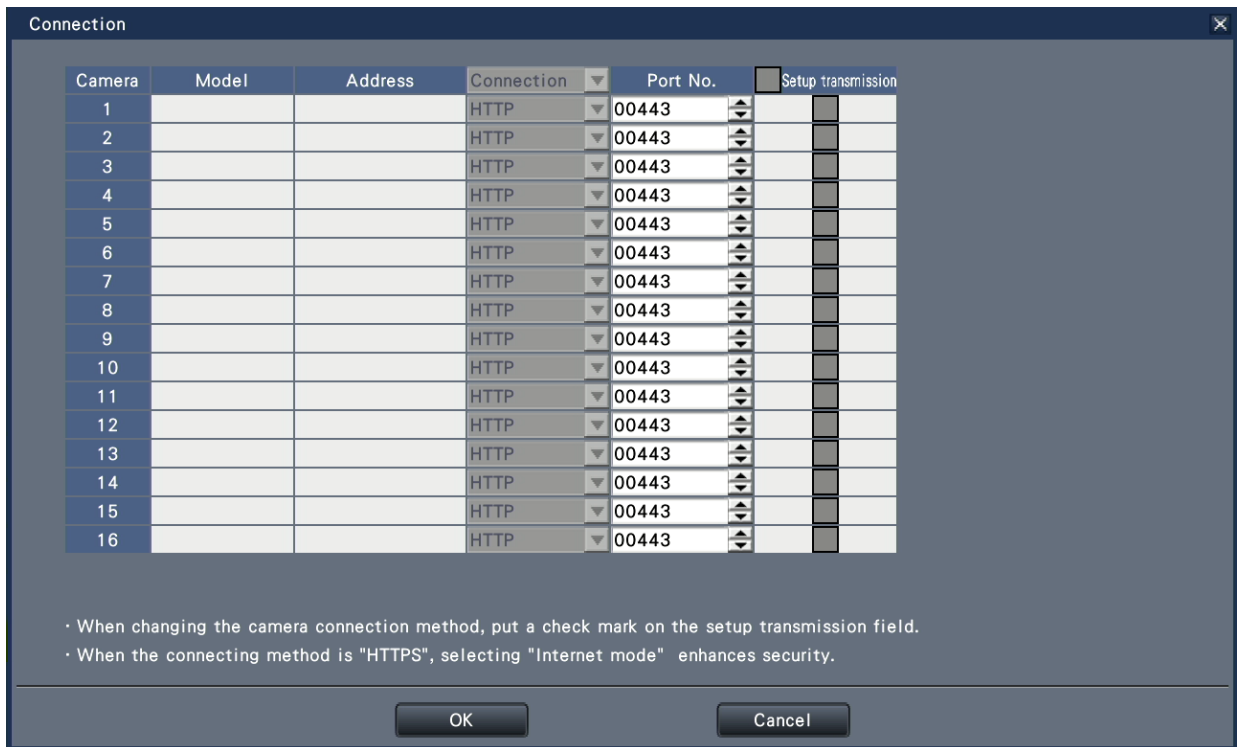 Connection
Camera Model Address Connection Port No. Setup transmission
1 HTTP 00443
2 HTTP 00443
3 HTTP 00443
4 HTTP 00443
5 HTTP 00443
6 HTTP 00443
7 HTTP 00443
8 HTTP 00443
9 HTTP 00443
10 HTTP 00443
11 HTTP 00443
12 HTTP 00443
13 HTTP 00443
14 HTTP 00443
15 HTTP 00443
16 HTTP 00443
· When changing the camera connection method, put a check mark on the setup transmission field.
· When the connecting method is "HTTPS", selecting "Internet mode" enhances security.
OK Cancel